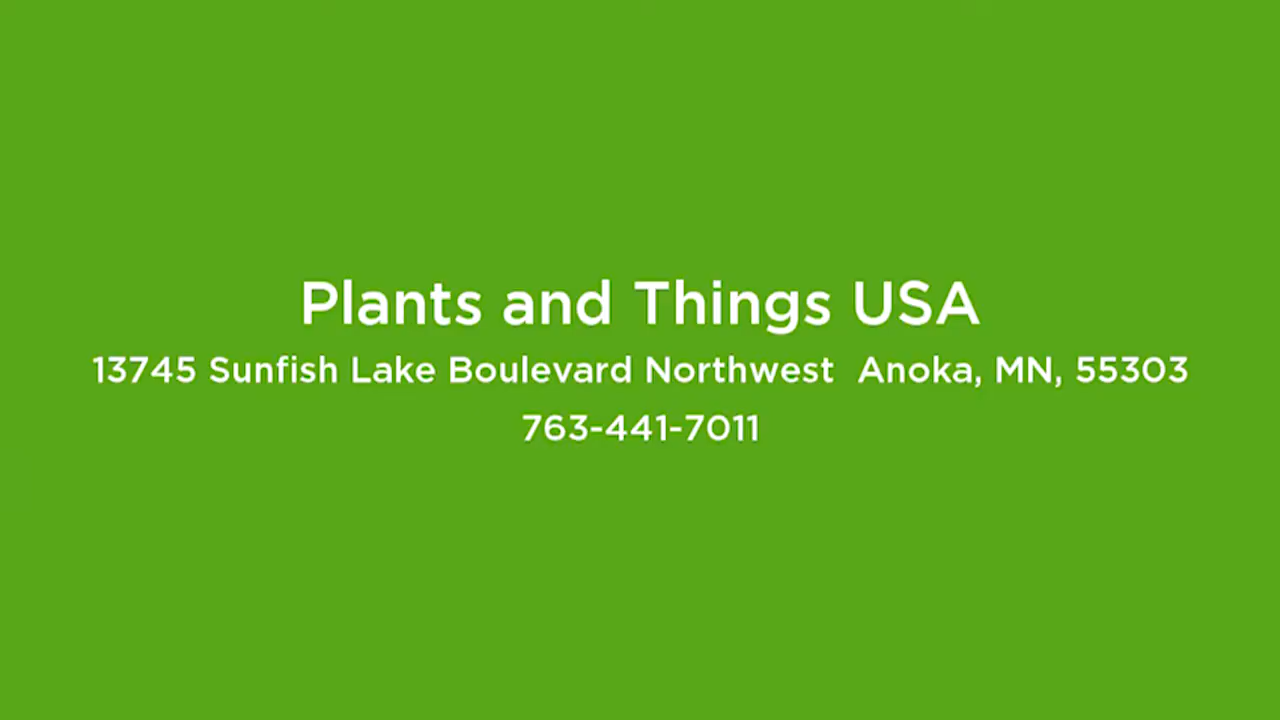 Plants and Things USA
13745 Sunfish Lake Boulevard Northwest  Anoka, MN, 55303
763-441-7011